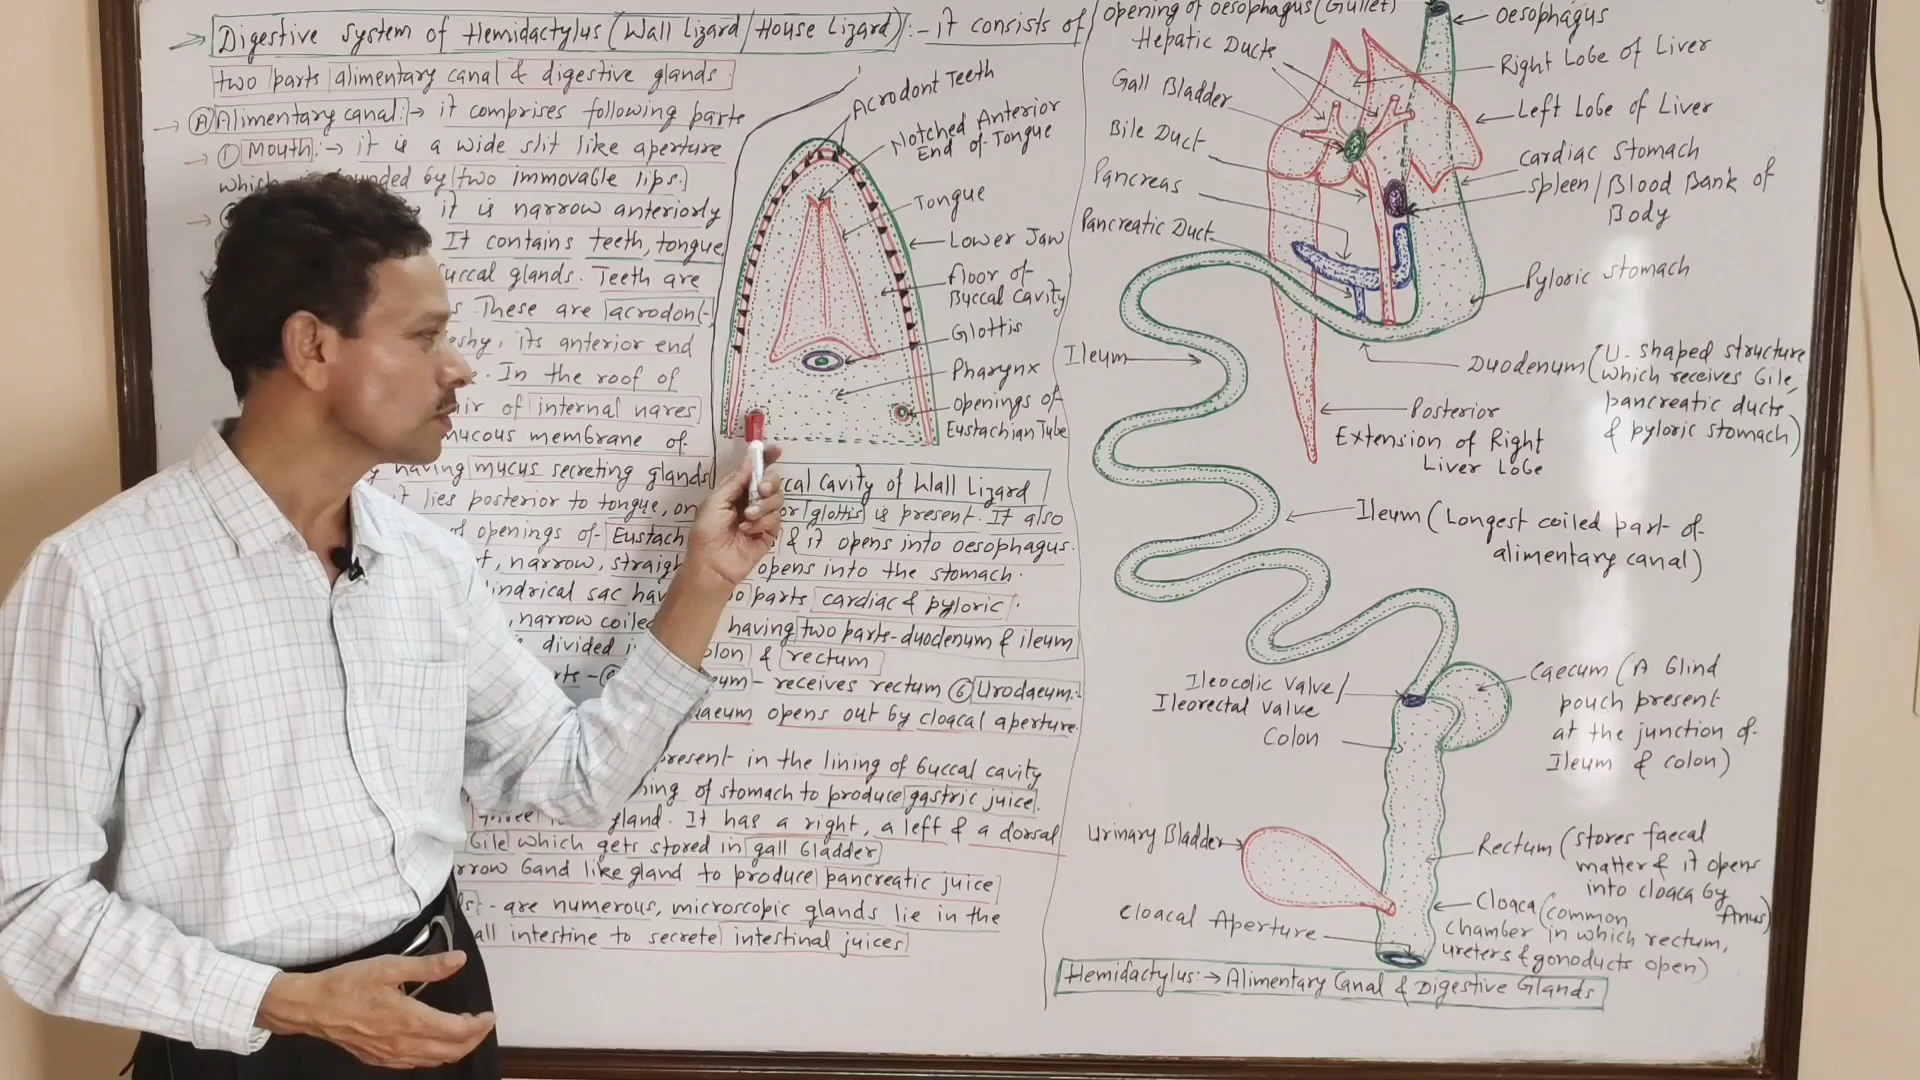 Digestive System of Hemidactylus (Wall Lizard/House Lizard):- it consists of
two parts alimentary canal & digestive glands.
(A) Alimentary canal:→ it comprises following parts
(1) Mouth:→ it is a wide slit like aperture
which is bounded by two immovable lips.
it is narrow anteriorly
It contains teeth, tongue,
buccal glands. Teeth are
These are acrodont-
its anterior end
In the roof of
internal nares
mucous membrane of
having mucus secreting glands
it lies posterior to tongue, on glottis is present. It also
openings of Eustach & it opens into oesophagus.
narrow, straigh opens into the stomach.
sac hav parts cardiac & pyloric.
narrow coiled having two parts-duodenum & ileum
divided colon & rectum
receives rectum (b) Urodaeum:-
opens out by cloacal aperture.
present in the lining of buccal cavity
of stomach to produce gastric juice.
gland. It has a right, a left & a dorsal
bile which gets stored in gall bladder
band like gland to produce pancreatic juice
- are numerous, microscopic glands lie in the
intestine to secrete intestinal juices
Acrodont Teeth
Notched Anterior
End of Tongue
Tongue
Lower Jaw
Floor of
Buccal Cavity
Glottis
Pharynx
Openings of
Eustachian Tube
Cavity of Wall Lizard
Opening of Oesophagus (Gullet)
Hepatic Ducts
Gall Bladder
Bile Duct
Pancreas
Pancreatic Duct
Ileum
Oesophagus
Right Lobe of Liver
Left Lobe of Liver
Cardiac Stomach
Spleen/Blood Bank of
Body
Pyloric Stomach
Duodenum (U-shaped structure
which receives bile,
pancreatic ducts
& pyloric stomach)
Posterior
Extension of Right
Liver Lobe
Ileum (Longest coiled part of
alimentary canal)
Ileocolic Valve/
Ileorectal Valve
Colon
Caecum (A blind
pouch present
at the junction of
Ileum & colon)
Urinary Bladder
Rectum (stores faecal
matter & it opens
into cloaca by
Anus)
Cloaca (common
chamber in which rectum,
ureters & gonoducts open)
Cloacal Aperture
Hemidactylus:→ Alimentary Canal & Digestive Glands